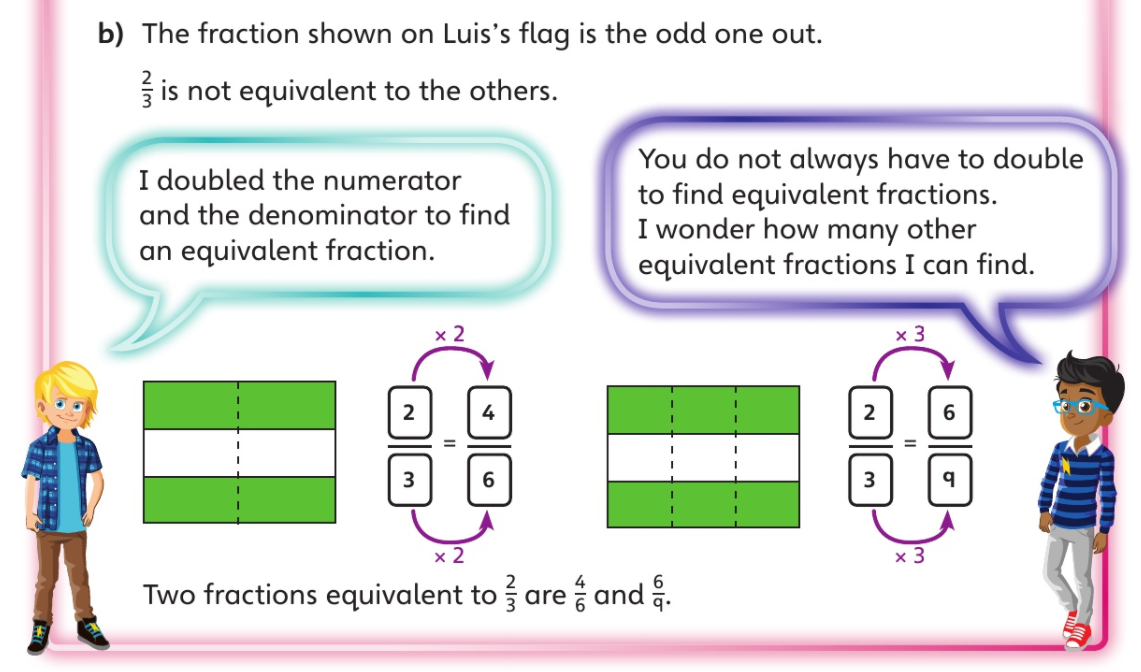 b) The fraction shown on Luis’s flag is the odd one out.
2/3 is not equivalent to the others.
I doubled the numerator
and the denominator to find
an equivalent fraction.
You do not always have to double
to find equivalent fractions.
I wonder how many other
equivalent fractions I can find.
× 2
2/3 = 4/6
× 2
× 3
2/3 = 6/9
× 3
Two fractions equivalent to 2/3 are 4/6 and 6/9.